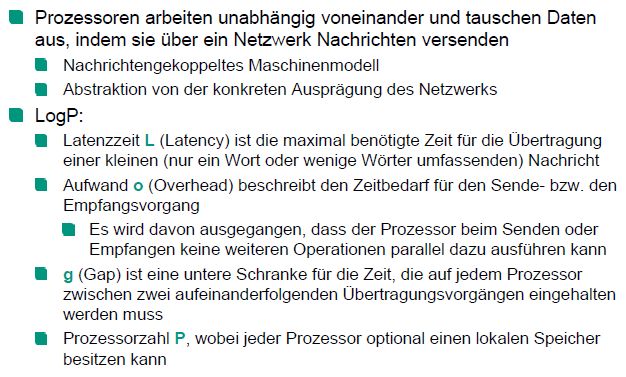 Prozessoren arbeiten unabhängig voneinander und tauschen Daten
aus, indem sie über ein Netzwerk Nachrichten versenden
Nachrichtengekoppeltes Maschinenmodell
Abstraktion von der konkreten Ausprägung des Netzwerks
LogP:
Latenzzeit L (Latency) ist die maximal benötigte Zeit für die Übertragung
einer kleinen (nur ein Wort oder wenige Wörter umfassenden) Nachricht
Aufwand o (Overhead) beschreibt den Zeitbedarf für den Sende- bzw. den
Empfangsvorgang
Es wird davon ausgegangen, dass der Prozessor beim Senden oder
Empfangen keine weiteren Operationen parallel dazu ausführen kann
g (Gap) ist eine untere Schranke für die Zeit, die auf jedem Prozessor
zwischen zwei aufeinanderfolgenden Übertragungsvorgängen eingehalten
werden muss
Prozessorzahl P, wobei jeder Prozessor optional einen lokalen Speicher
besitzen kann